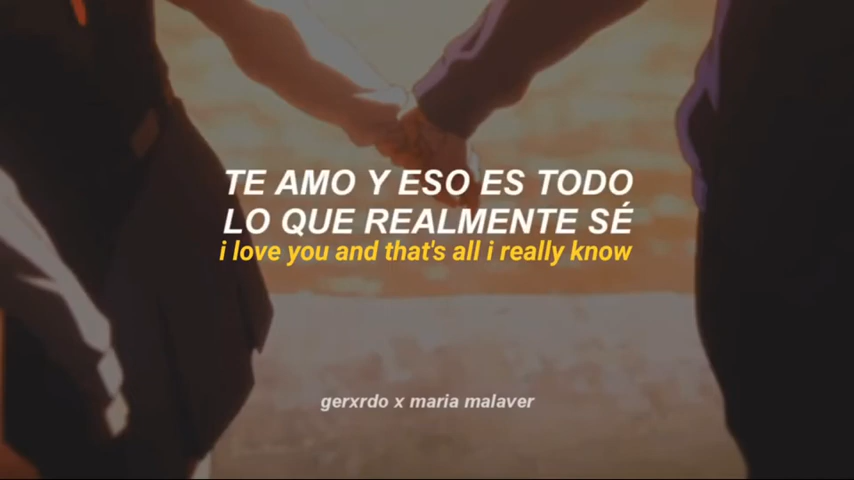 TE AMO Y ESO ES TODO
LO QUE REALMENTE SÉ
i love you and that's all i really know
gerxrdo x maria malaver